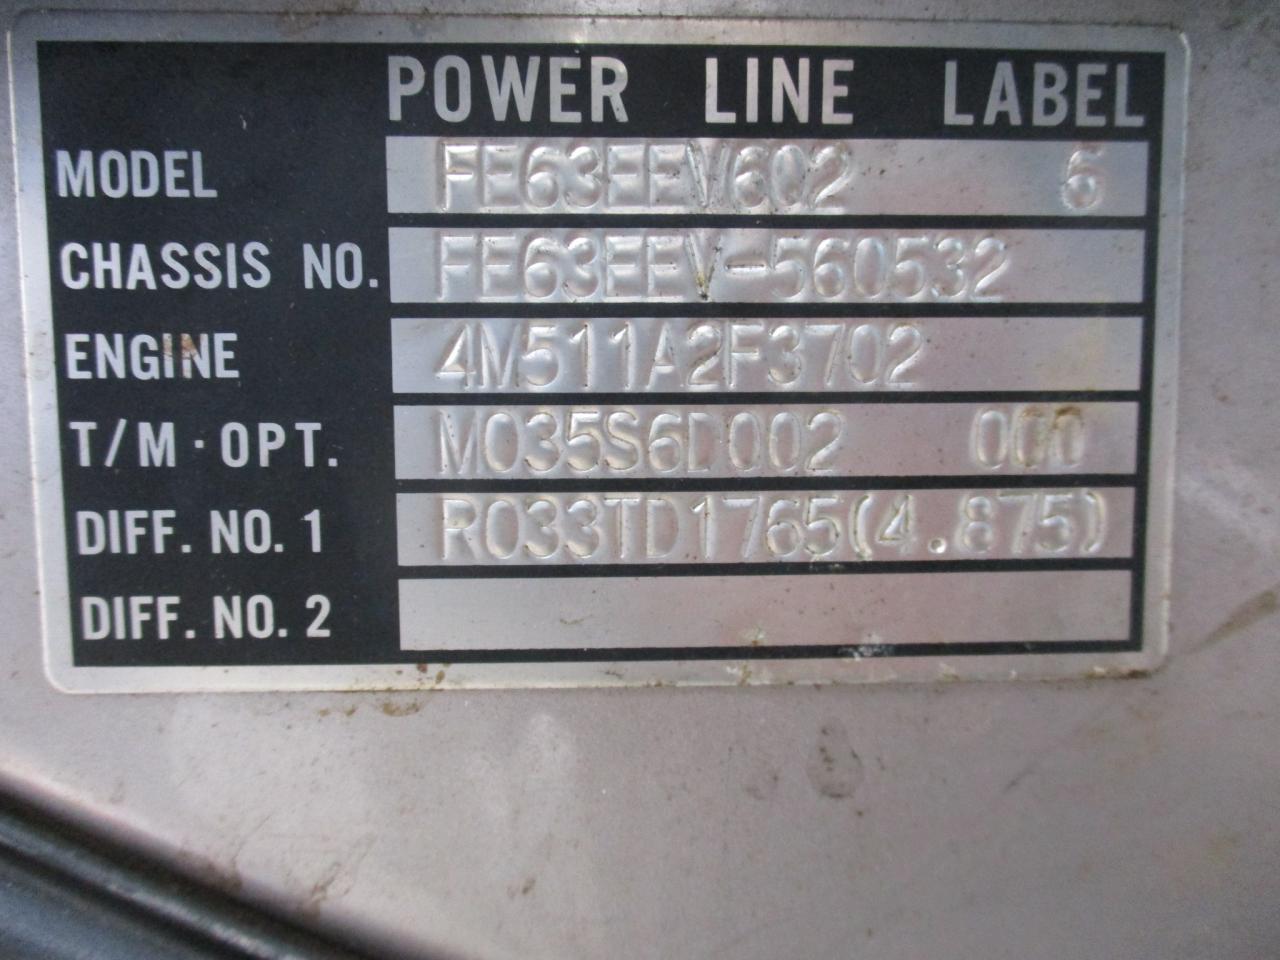 POWER LINE LABEL
MODEL FE63EEV602 6
CHASSIS NO. FE63EEV-560532
ENGINE 4M511A2F3702
T/M·OPT. M035S6D002 000
DIFF. NO. 1 R033TD1765(4.875)
DIFF. NO. 2